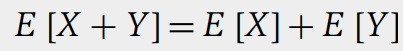 E [X + Y] = E [X] + E [Y]